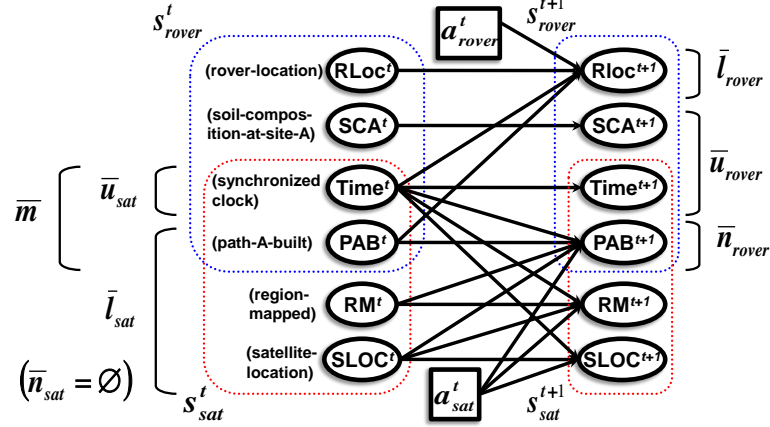 s^t_rover
a^t_rover
s^{t+1}_rover
(rover-location)
RLoc^t
Rloc^{t+1}
l̄_rover
(soil-compos-
ition-at-site-A)
SCA^t
SCA^{t+1}
ū_rover
m̄
ū_sat
(synchronized
clock)
Time^t
Time^{t+1}
(path-A-built)
PAB^t
PAB^{t+1}
n̄_rover
l̄_sat
(region-
mapped)
RM^t
RM^{t+1}
(satellite-
location)
SLOC^t
SLOC^{t+1}
(n̄_sat = ∅)
s^t_sat
a^t_sat
s^{t+1}_sat